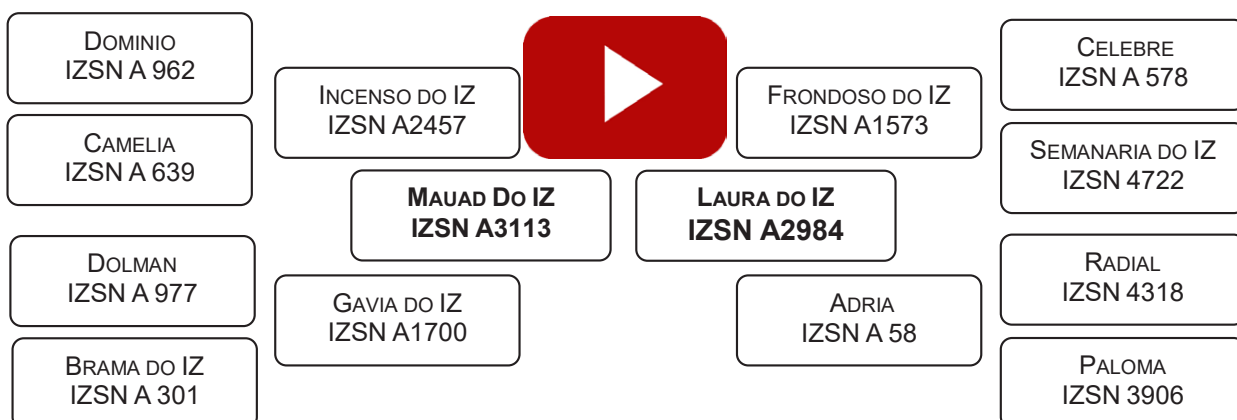 DOMINIO
IZSN A 962
CAMELIA
IZSN A 639
DOLMAN
IZSN A 977
BRAMA DO IZ
IZSN A 301
INCENSO DO IZ
IZSN A2457
GAVIA DO IZ
IZSN A1700
MAUAD DO IZ
IZSN A3113
LAURA DO IZ
IZSN A2984
FRONDOSO DO IZ
IZSN A1573
ADRIA
IZSN A 58
CELEBRE
IZSN A 578
SEMANARIA DO IZ
IZSN 4722
RADIAL
IZSN 4318
PALOMA
IZSN 3906